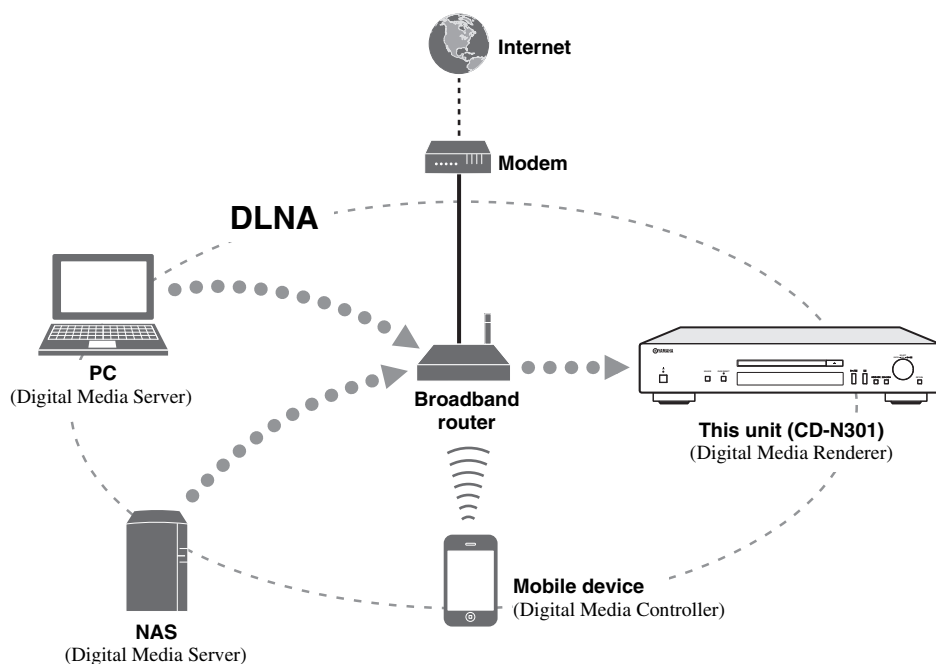 Internet
Modem
DLNA
YAMAHA
PC
(Digital Media Server)
Broadband
router
This unit (CD-N301)
(Digital Media Renderer)
Mobile device
(Digital Media Controller)
NAS
(Digital Media Server)